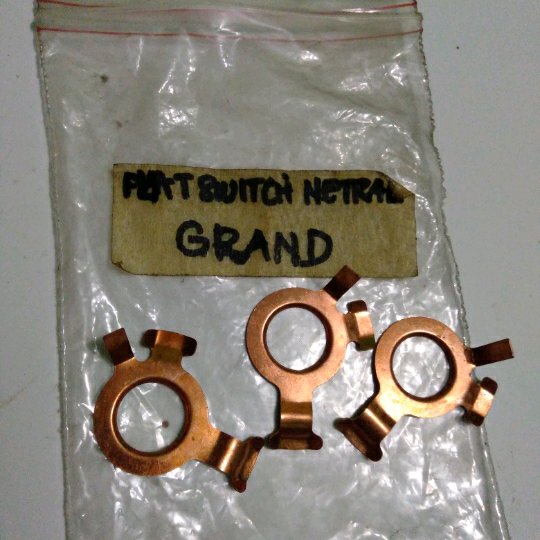 PLAT SWITCH NETRAL
GRAND